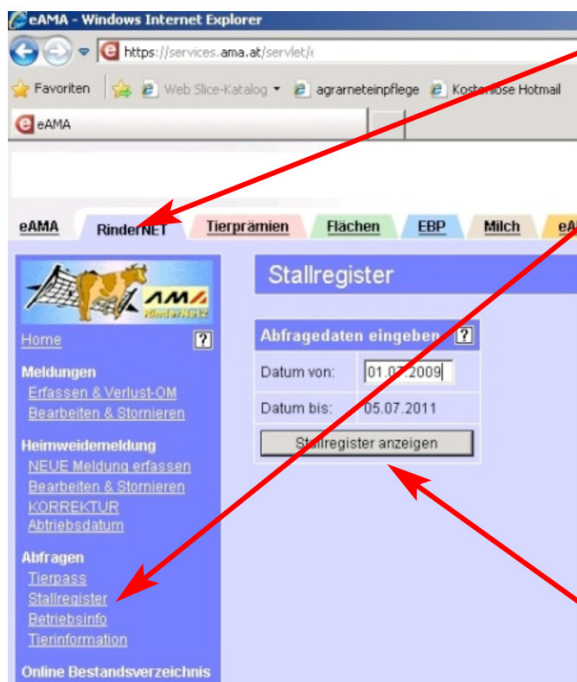 eAMA - Windows Internet Explorer
https://services.ama.at/servlet/
Favoriten Web Slice-Katalog agrarneteinpflege Kostenlose Hotmail
eAMA
eAMA RinderNET Tierprämien Flächen EBP Milch eA
AMA
RinderNet2
Home ?
Meldungen
Erfassen & Verlust-OM
Bearbeiten & Stornieren
Heimweidemeldung
NEUE Meldung erfassen
Bearbeiten & Stornieren
KORREKTUR
Abtriebsdatum
Abfragen
Tierpass
Stallregister
Betriebsinfo
Tierinformation
Online Bestandsverzeichnis
Stallregister
Abfragedaten eingeben ?
Datum von: 01.07.2009
Datum bis: 05.07.2011
Stallregister anzeigen